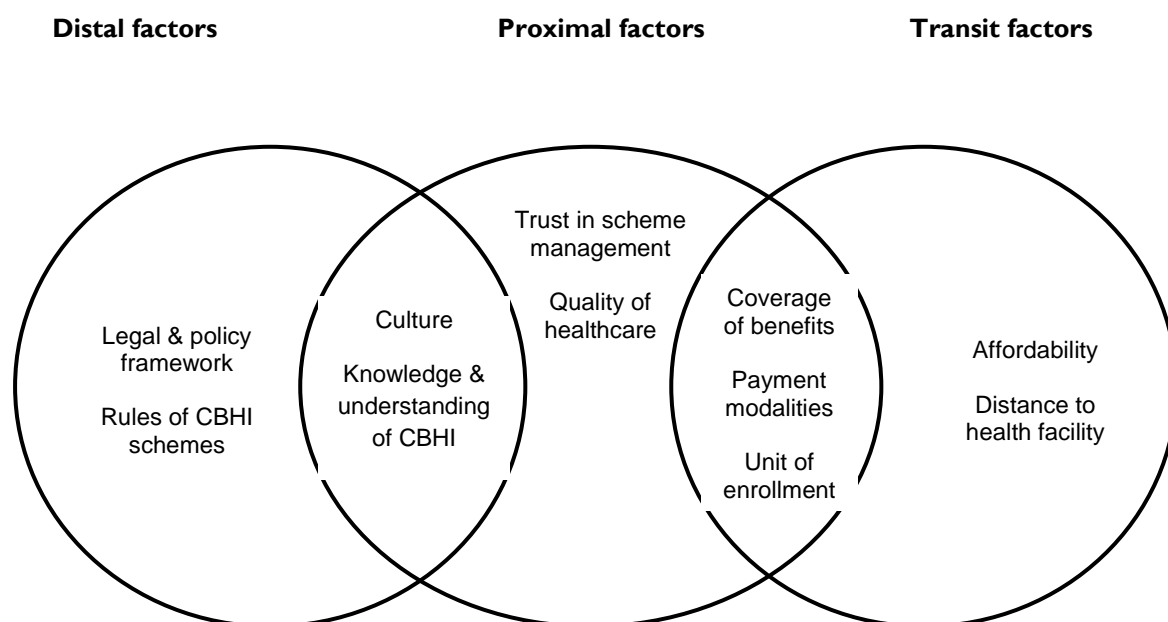 Distal factors
Proximal factors
Transit factors
Legal & policy
framework
Rules of CBHI
schemes
Culture
Knowledge &
understanding
of CBHI
Trust in scheme
management
Quality of
healthcare
Coverage
of benefits
Payment
modalities
Unit of
enrollment
Affordability
Distance to
health facility